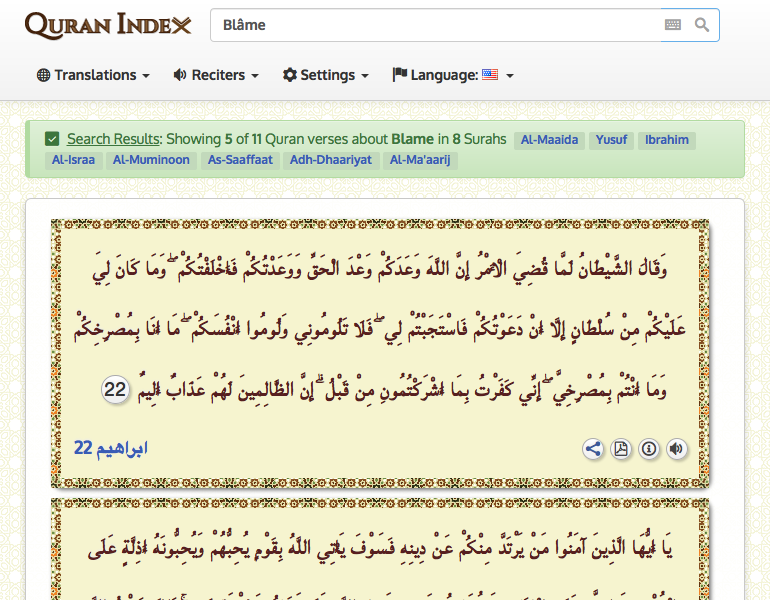 QURAN INDEX
Blâme
Translations Reciters Settings Language:
Search Results: Showing 5 of 11 Quran verses about Blame in 8 Surahs Al-Maaida Yusuf Ibrahim
Al-Israa Al-Muminoon As-Saaffaat Adh-Dhaariyat Al-Ma'aarij
وَقَالَ الشَّيْطَانُ لَمَّا قُضِيَ الْأَمْرُ إِنَّ اللَّهَ وَعَدَكُمْ وَعْدَ الْحَقِّ وَوَعَدْتُكُمْ فَأَخْلَفْتُكُمْ ۖ وَمَا كَانَ لِيَ
عَلَيْكُمْ مِنْ سُلْطَانٍ إِلَّا أَنْ دَعَوْتُكُمْ فَاسْتَجَبْتُمْ لِي ۖ فَلَا تَلُومُونِي وَلُومُوا أَنْفُسَكُمْ ۖ مَا أَنَا بِمُصْرِخِكُمْ
وَمَا أَنْتُمْ بِمُصْرِخِيَّ ۖ إِنِّي كَفَرْتُ بِمَا أَشْرَكْتُمُونِ مِنْ قَبْلُ ۗ إِنَّ الظَّالِمِينَ لَهُمْ عَذَابٌ أَلِيمٌ 22
ابراهيم 22
يَا أَيُّهَا الَّذِينَ آمَنُوا مَنْ يَرْتَدَّ مِنْكُمْ عَنْ دِينِهِ فَسَوْفَ يَأْتِي اللَّهُ بِقَوْمٍ يُحِبُّهُمْ وَيُحِبُّونَهُ أَذِلَّةٍ عَلَى